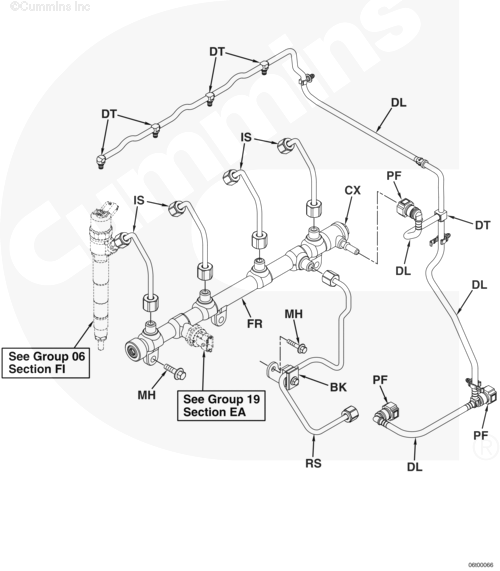 ©Cummins Inc
DT
DT
DL
IS
IS
CX
PF
DT
DL
DL
FR
MH
See Group 06
Section FI
MH
See Group 19
Section EA
BK
PF
PF
RS
DL
®
06I00066
Cummins